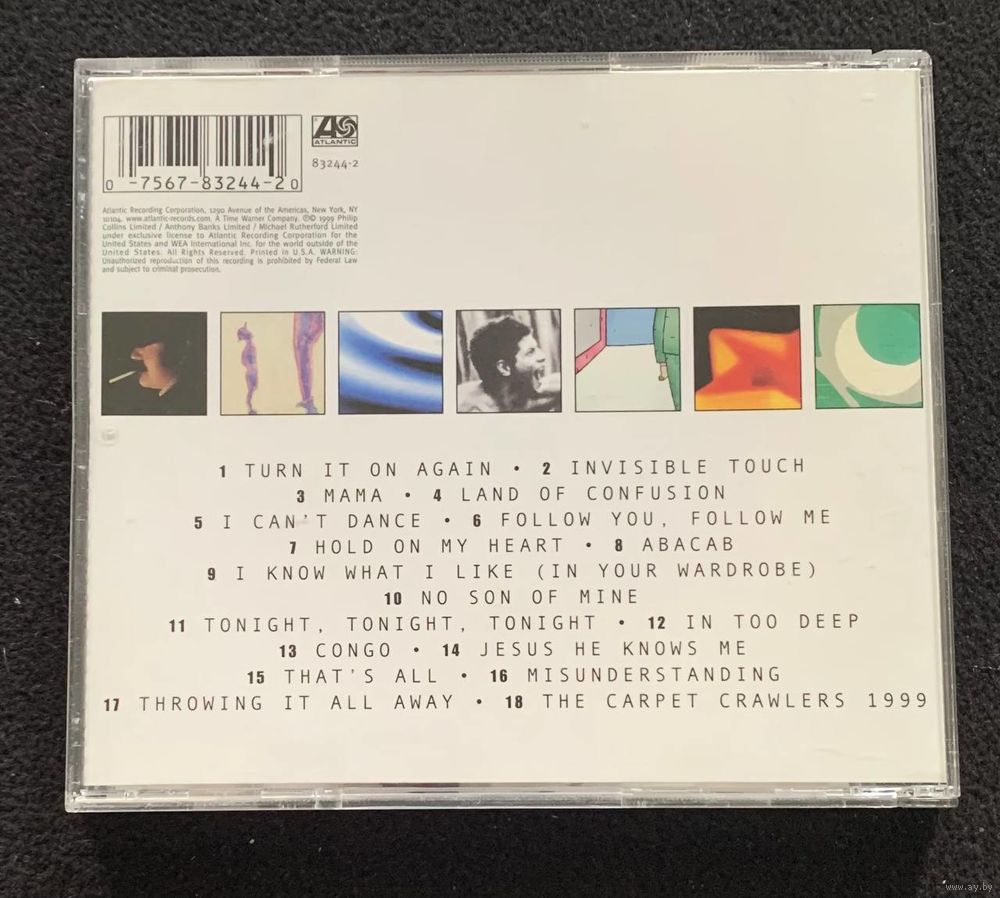 ATLANTIC
83244-2
0 -7567-83244-2 0
Atlantic Recording Corporation, 1290 Avenue of the Americas, New York, NY
10104. www.atlantic-records.com. A Time Warner Company. ℗© 1999 Philip
Collins Limited / Anthony Banks Limited / Michael Rutherford Limited
under exclusive license to Atlantic Recording Corporation for the
United States and WEA International Inc. for the world outside of the
United States. All Rights Reserved. Printed in U.S.A. WARNING:
Unauthorized reproduction of this recording is prohibited by Federal Law
and subject to criminal prosecution.
1 TURN IT ON AGAIN • 2 INVISIBLE TOUCH
3 MAMA • 4 LAND OF CONFUSION
5 I CAN'T DANCE • 6 FOLLOW YOU, FOLLOW ME
7 HOLD ON MY HEART • 8 ABACAB
9 I KNOW WHAT I LIKE (IN YOUR WARDROBE)
10 NO SON OF MINE
11 TONIGHT, TONIGHT, TONIGHT • 12 IN TOO DEEP
13 CONGO • 14 JESUS HE KNOWS ME
15 THAT'S ALL • 16 MISUNDERSTANDING
17 THROWING IT ALL AWAY • 18 THE CARPET CRAWLERS 1999
www.ay.by